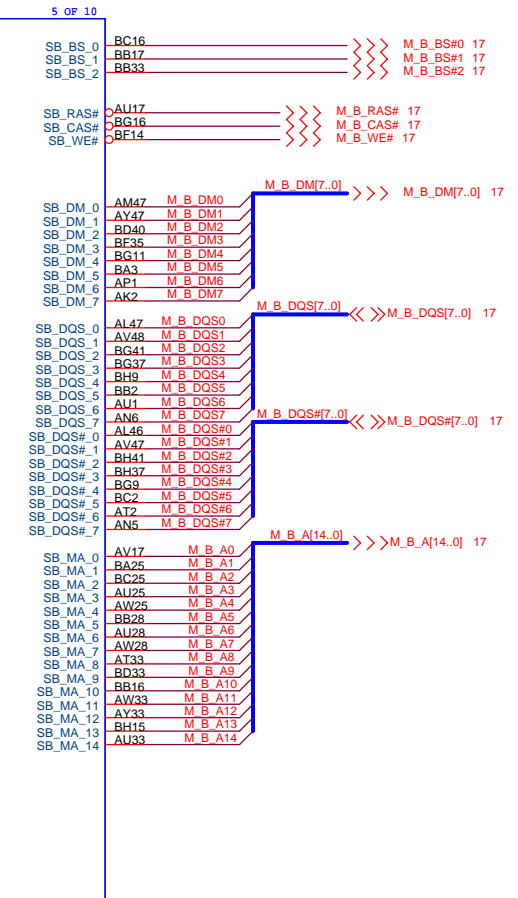 5 OF 10
SB_BS_0 BC16 M_B_BS#0 17
SB_BS_1 BB17 M_B_BS#1 17
SB_BS_2 BB33 M_B_BS#2 17
SB_RAS# AU17 M_B_RAS# 17
SB_CAS# BG16 M_B_CAS# 17
SB_WE# BF14 M_B_WE# 17
M_B_DM[7..0] M_B_DM[7..0] 17
SB_DM_0 AM47 M_B_DM0
SB_DM_1 AY47 M_B_DM1
SB_DM_2 BD40 M_B_DM2
SB_DM_3 BF35 M_B_DM3
SB_DM_4 BG11 M_B_DM4
SB_DM_5 BA3 M_B_DM5
SB_DM_6 AP1 M_B_DM6
SB_DM_7 AK2 M_B_DM7
M_B_DQS[7..0] M_B_DQS[7..0] 17
SB_DQS_0 AL47 M_B_DQS0
SB_DQS_1 AV48 M_B_DQS1
SB_DQS_2 BG41 M_B_DQS2
SB_DQS_3 BG37 M_B_DQS3
SB_DQS_4 BH9 M_B_DQS4
SB_DQS_5 BB2 M_B_DQS5
SB_DQS_6 AU1 M_B_DQS6
SB_DQS_7 AN6 M_B_DQS7
M_B_DQS#[7..0] M_B_DQS#[7..0] 17
SB_DQS#_0 AL46 M_B_DQS#0
SB_DQS#_1 AV47 M_B_DQS#1
SB_DQS#_2 BH41 M_B_DQS#2
SB_DQS#_3 BH37 M_B_DQS#3
SB_DQS#_4 BG9 M_B_DQS#4
SB_DQS#_5 BC2 M_B_DQS#5
SB_DQS#_6 AT2 M_B_DQS#6
SB_DQS#_7 AN5 M_B_DQS#7
M_B_A[14..0] M_B_A[14..0] 17
SB_MA_0 AV17 M_B_A0
SB_MA_1 BA25 M_B_A1
SB_MA_2 BC25 M_B_A2
SB_MA_3 AU25 M_B_A3
SB_MA_4 AW25 M_B_A4
SB_MA_5 BB28 M_B_A5
SB_MA_6 AU28 M_B_A6
SB_MA_7 AW28 M_B_A7
SB_MA_8 AT33 M_B_A8
SB_MA_9 BD33 M_B_A9
SB_MA_10 BB16 M_B_A10
SB_MA_11 AW33 M_B_A11
SB_MA_12 AY33 M_B_A12
SB_MA_13 BH15 M_B_A13
SB_MA_14 AU33 M_B_A14